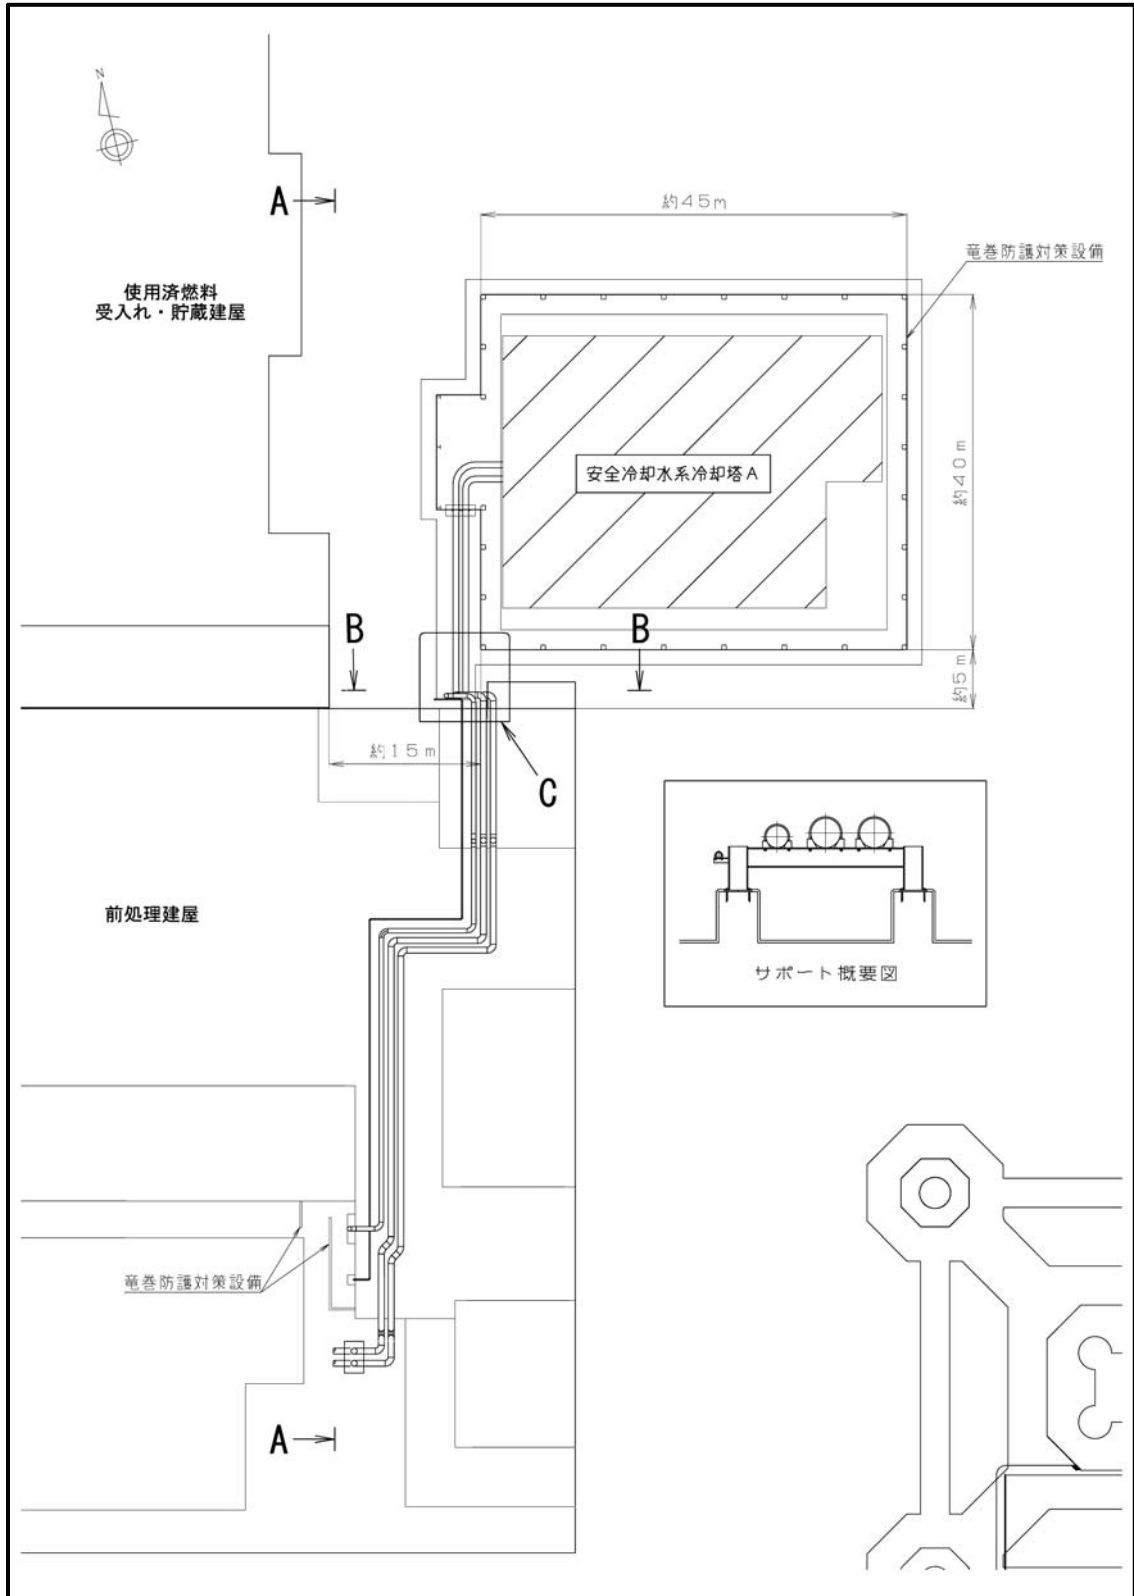 N
A
約45m
竜巻防護対策設備
使用済燃料
受入れ・貯蔵建屋
安全冷却水系冷却塔A
約40m
B
B
約5m
約15m
C
前処理建屋
サポート概要図
竜巻防護対策設備
A